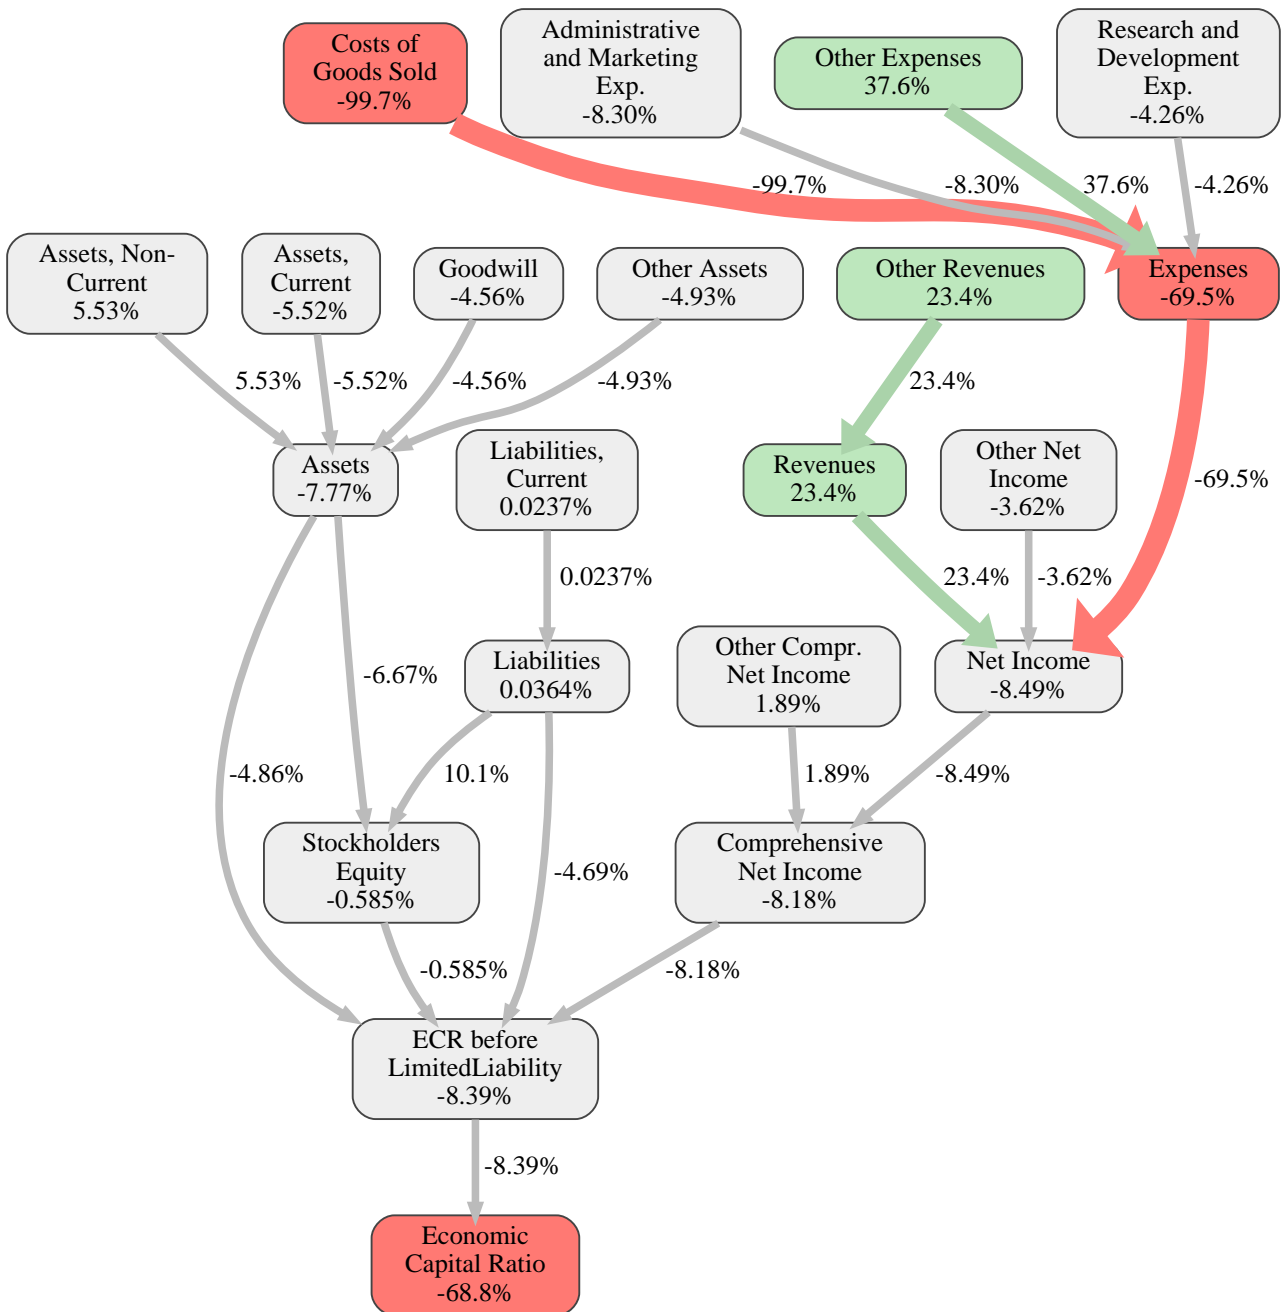 Costs of
Goods Sold
-99.7%
Administrative
and Marketing
Exp.
-8.30%
Other Expenses
37.6%
Research and
Development
Exp.
-4.26%
-99.7%
-8.30%
37.6%
-4.26%
Assets, Non-
Current
5.53%
Assets,
Current
-5.52%
Goodwill
-4.56%
Other Assets
-4.93%
Other Revenues
23.4%
Expenses
-69.5%
5.53%
-5.52%
-4.56%
-4.93%
23.4%
Assets
-7.77%
Liabilities,
Current
0.0237%
Revenues
23.4%
Other Net
Income
-3.62%
-69.5%
0.0237%
23.4%
-3.62%
-6.67%
Liabilities
0.0364%
Other Compr.
Net Income
1.89%
Net Income
-8.49%
-4.86%
10.1%
1.89%
-8.49%
Stockholders
Equity
-0.585%
-4.69%
Comprehensive
Net Income
-8.18%
-0.585%
-8.18%
ECR before
LimitedLiability
-8.39%
-8.39%
Economic
Capital Ratio
-68.8%